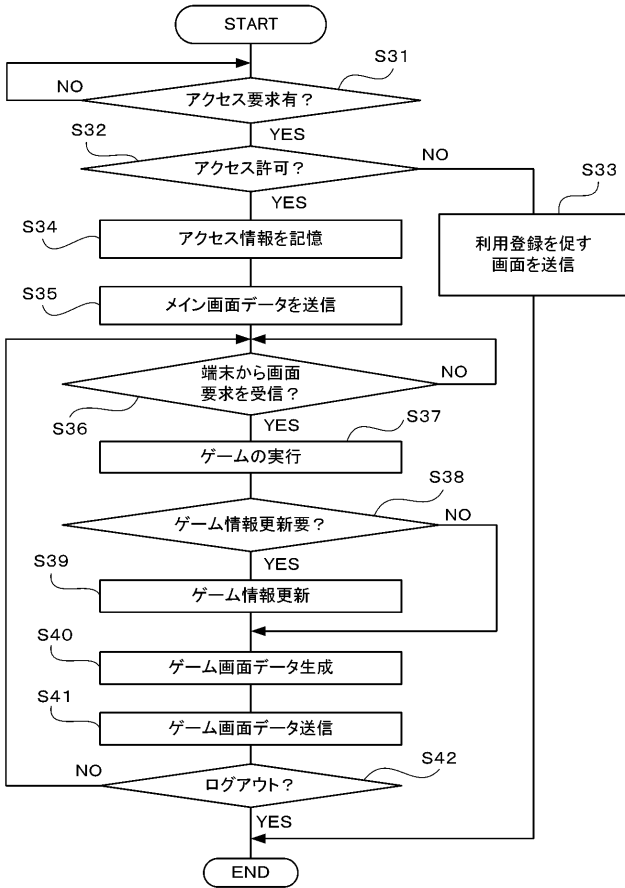 START
S31
NO
アクセス要求有？
YES
S32
アクセス許可？
NO
YES
S33
S34
アクセス情報を記憶
利用登録を促す
画面を送信
S35
メイン画面データを送信
端末から画面
要求を受信？
NO
S36
YES
S37
ゲームの実行
S38
ゲーム情報更新要？
NO
YES
S39
ゲーム情報更新
S40
ゲーム画面データ生成
S41
ゲーム画面データ送信
S42
NO
ログアウト？
YES
END